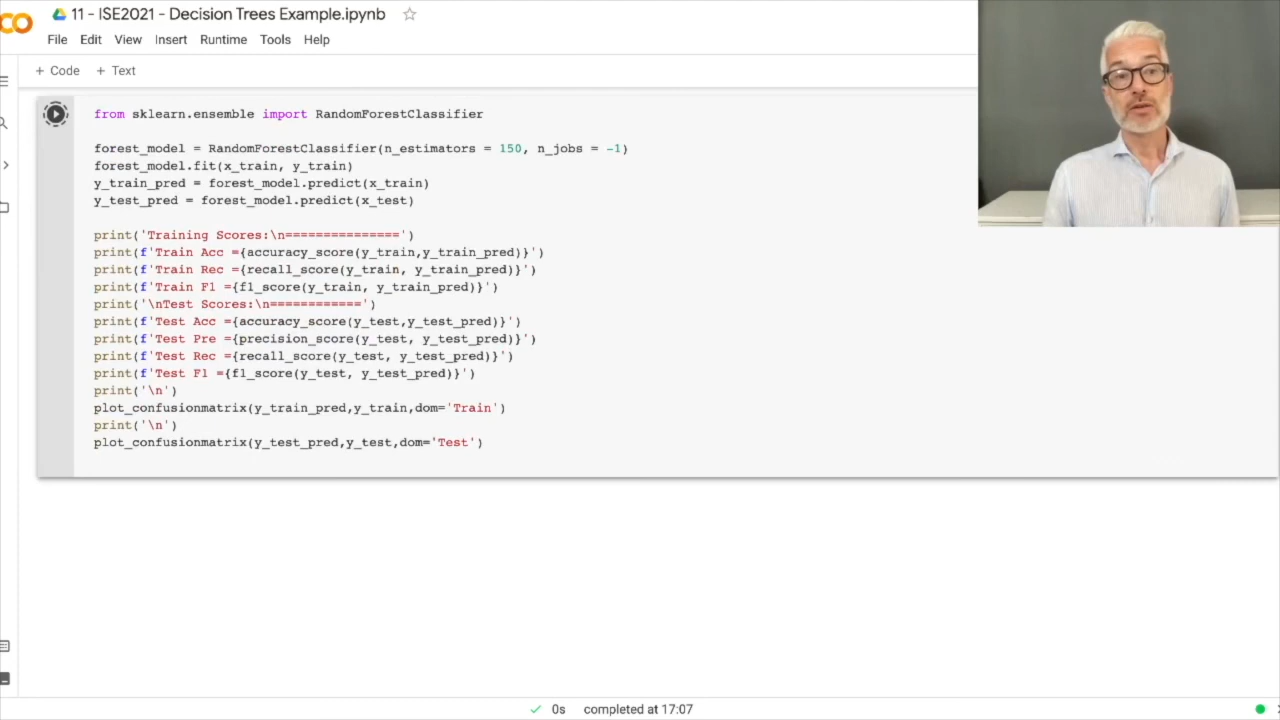 CO
11 - ISE2021 - Decision Trees Example.ipynb
File Edit View Insert Runtime Tools Help
+ Code + Text
from sklearn.ensemble import RandomForestClassifier
forest_model = RandomForestClassifier(n_estimators = 150, n_jobs = -1)
forest_model.fit(x_train, y_train)
y_train_pred = forest_model.predict(x_train)
y_test_pred = forest_model.predict(x_test)
print('Training Scores:\n===============')
print(f'Train Acc ={accuracy_score(y_train,y_train_pred)}')
print(f'Train Rec ={recall_score(y_train, y_train_pred)}')
print(f'Train F1 ={f1_score(y_train, y_train_pred)}')
print('\nTest Scores:\n============')
print(f'Test Acc ={accuracy_score(y_test,y_test_pred)}')
print(f'Test Pre ={precision_score(y_test, y_test_pred)}')
print(f'Test Rec ={recall_score(y_test, y_test_pred)}')
print(f'Test F1 ={f1_score(y_test, y_test_pred)}')
print('\n')
plot_confusionmatrix(y_train_pred,y_train,dom='Train')
print('\n')
plot_confusionmatrix(y_test_pred,y_test,dom='Test')
0s completed at 17:07